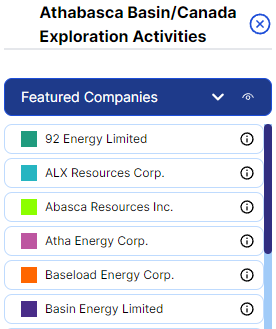 Athabasca Basin/Canada
Exploration Activities
Featured Companies
92 Energy Limited
ALX Resources Corp.
Abasca Resources Inc.
Atha Energy Corp.
Baseload Energy Corp.
Basin Energy Limited